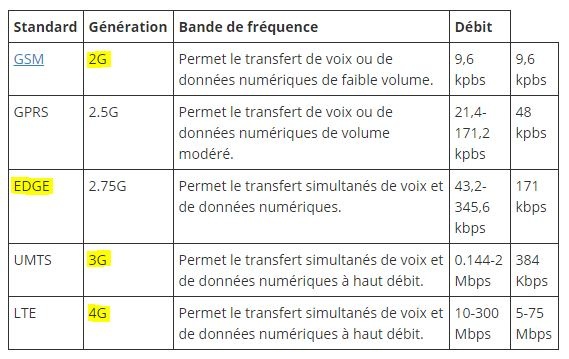 Standard Génération Bande de fréquence Débit
GSM 2G Permet le transfert de voix ou de 9,6 9,6
données numériques de faible volume. kpbs kpbs
GPRS 2.5G Permet le transfert de voix ou de 21,4- 48
données numériques de volume 171,2 kpbs
modéré. kpbs
EDGE 2.75G Permet le transfert simultanés de voix et 43,2- 171
de données numériques. 345,6 kbps
kpbs
UMTS 3G Permet le transfert simultanés de voix et 0.144-2 384
de données numériques à haut débit. Mbps Kbps
LTE 4G Permet le transfert simultanés de voix et 10-300 5-75
de données numériques à haut débit. Mbps Mbps